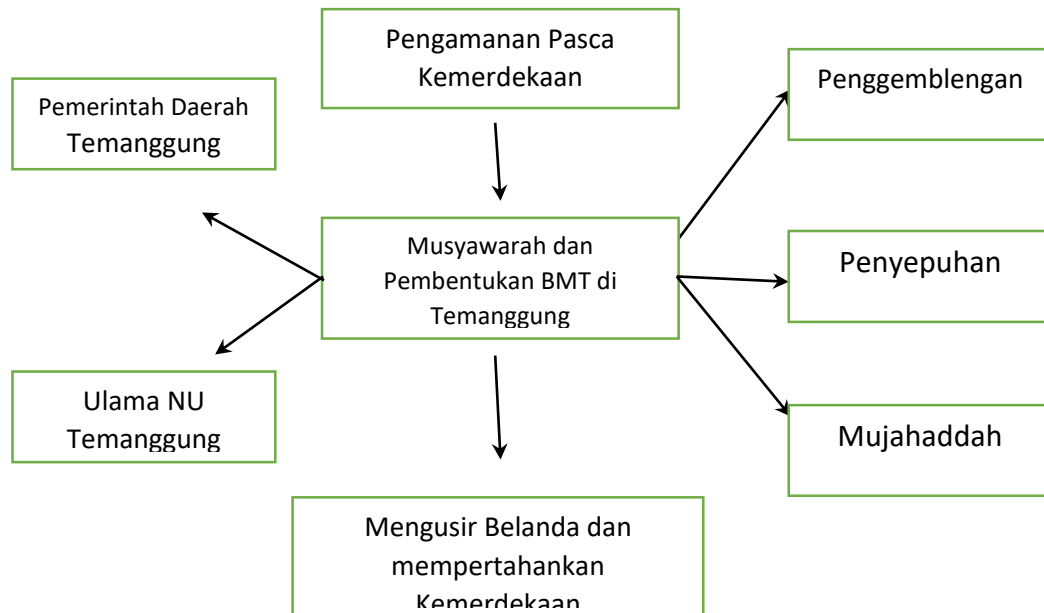 Pengamanan Pasca
Kemerdekaan
Pemerintah Daerah
Temanggung
Penggemblengan
Musyawarah dan
Pembentukan BMT di
Temanggung
Penyepuhan
Ulama NU
Temanggung
Mujahaddah
Mengusir Belanda dan
mempertahankan
Kemerdekaan